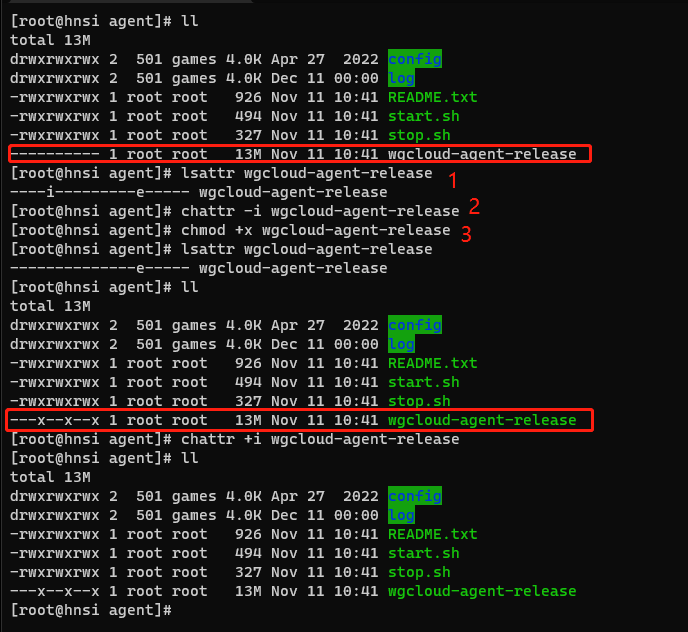 [root@hnsi agent]# ll
total 13M
drwxrwxrwx 2  501 games 4.0K Apr 27  2022 config
drwxrwxrwx 2  501 games 4.0K Dec 11 00:00 log
-rwxrwxrwx 1 root root   926 Nov 11 10:41 README.txt
-rwxrwxrwx 1 root root   494 Nov 11 10:41 start.sh
-rwxrwxrwx 1 root root   327 Nov 11 10:41 stop.sh
---------- 1 root root   13M Nov 11 10:41 wgcloud-agent-release
[root@hnsi agent]# lsattr wgcloud-agent-release 1
----i---------e----- wgcloud-agent-release
[root@hnsi agent]# chattr -i wgcloud-agent-release 2
[root@hnsi agent]# chmod +x wgcloud-agent-release 3
[root@hnsi agent]# lsattr wgcloud-agent-release
--------------e----- wgcloud-agent-release
[root@hnsi agent]# ll
total 13M
drwxrwxrwx 2  501 games 4.0K Apr 27  2022 config
drwxrwxrwx 2  501 games 4.0K Dec 11 00:00 log
-rwxrwxrwx 1 root root   926 Nov 11 10:41 README.txt
-rwxrwxrwx 1 root root   494 Nov 11 10:41 start.sh
-rwxrwxrwx 1 root root   327 Nov 11 10:41 stop.sh
---x--x--x 1 root root   13M Nov 11 10:41 wgcloud-agent-release
[root@hnsi agent]# chattr +i wgcloud-agent-release
[root@hnsi agent]# ll
total 13M
drwxrwxrwx 2  501 games 4.0K Apr 27  2022 config
drwxrwxrwx 2  501 games 4.0K Dec 11 00:00 log
-rwxrwxrwx 1 root root   926 Nov 11 10:41 README.txt
-rwxrwxrwx 1 root root   494 Nov 11 10:41 start.sh
-rwxrwxrwx 1 root root   327 Nov 11 10:41 stop.sh
---x--x--x 1 root root   13M Nov 11 10:41 wgcloud-agent-release
[root@hnsi agent]#